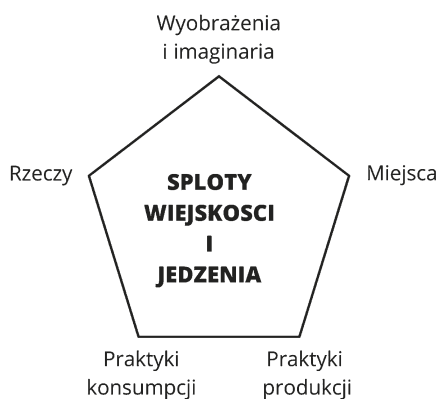 Wyobrażenia
i imaginaria
Rzeczy
Miejsca
SPLOTY
WIEJSKOSCI
I
JEDZENIA
Praktyki
konsumpcji
Praktyki
produkcji